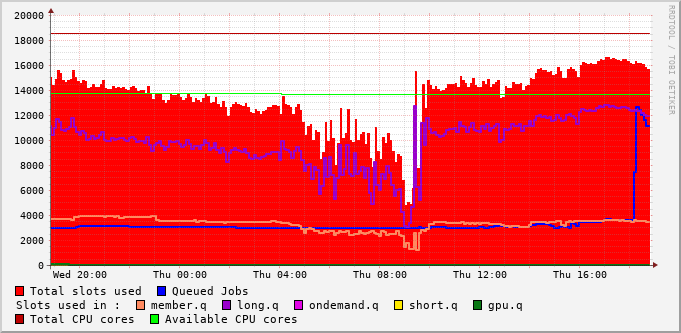 20000
18000
16000
14000
12000
10000
8000
6000
4000
2000
0
Wed 20:00 Thu 00:00 Thu 04:00 Thu 08:00 Thu 12:00 Thu 16:00
RRDTOOL / TOBI OETIKER
Total slots used Queued Jobs
Slots used in : member.q long.q ondemand.q short.q gpu.q
Total CPU cores Available CPU cores